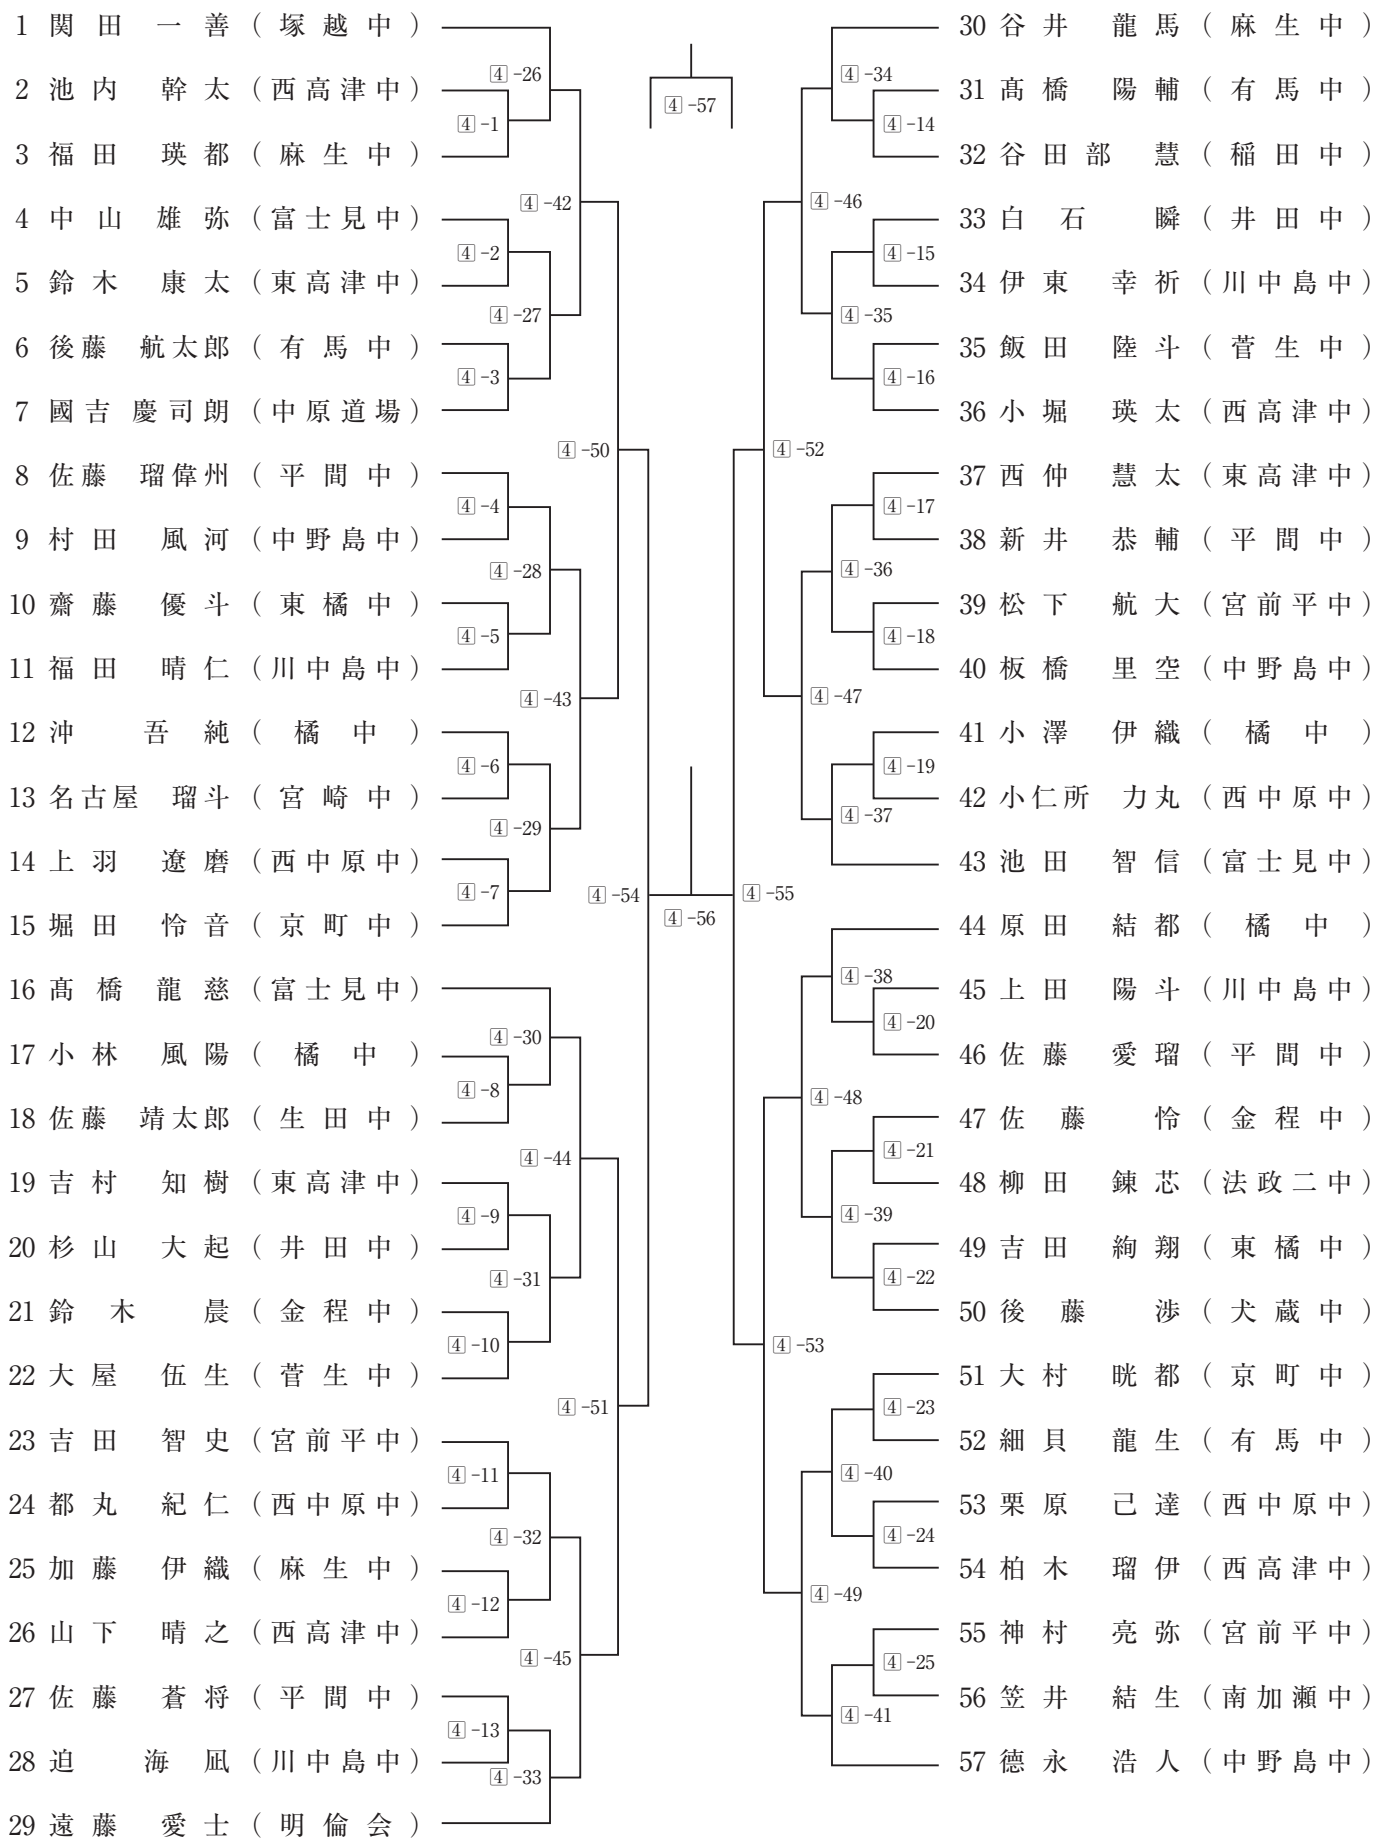 1 関田 一善 (塚越中)
2 池内 幹太 (西高津中)
3 福田 瑛都 (麻生中)
4 中山 雄弥 (富士見中)
5 鈴木 康太 (東高津中)
6 後藤 航太郎 (有馬中)
7 國吉 慶司朗 (中原道場)
8 佐藤 瑠偉州 (平間中)
9 村田 風河 (中野島中)
10 齋藤 優斗 (東橘中)
11 福田 晴仁 (川中島中)
12 沖 吾純 (橘中)
13 名古屋 瑠斗 (宮崎中)
14 上羽 遼磨 (西中原中)
15 堀田 怜音 (京町中)
16 髙橋 龍慈 (富士見中)
17 小林 風陽 (橘中)
18 佐藤 靖太郎 (生田中)
19 吉村 知樹 (東高津中)
20 杉山 大起 (井田中)
21 鈴木 晨 (金程中)
22 大屋 伍生 (菅生中)
23 吉田 智史 (宮前平中)
24 都丸 紀仁 (西中原中)
25 加藤 伊織 (麻生中)
26 山下 晴之 (西高津中)
27 佐藤 蒼将 (平間中)
28 迫 海凪 (川中島中)
29 遠藤 愛士 (明倫会)
4-26
4-1
4-42
4-2
4-27
4-3
4-50
4-4
4-28
4-5
4-43
4-6
4-29
4-7
4-54
4-30
4-8
4-44
4-9
4-31
4-10
4-51
4-11
4-32
4-12
4-45
4-13
4-33
4-57
4-56
4-34
4-14
4-46
4-15
4-35
4-16
4-52
4-17
4-36
4-18
4-47
4-19
4-37
4-55
4-38
4-20
4-48
4-21
4-39
4-22
4-53
4-23
4-40
4-24
4-49
4-25
4-41
30 谷井 龍馬 (麻生中)
31 髙橋 陽輔 (有馬中)
32 谷田部 慧 (稲田中)
33 白石 瞬 (井田中)
34 伊東 幸祈 (川中島中)
35 飯田 陸斗 (菅生中)
36 小堀 瑛太 (西高津中)
37 西仲 慧太 (東高津中)
38 新井 恭輔 (平間中)
39 松下 航大 (宮前平中)
40 板橋 里空 (中野島中)
41 小澤 伊織 (橘中)
42 小仁所 力丸 (西中原中)
43 池田 智信 (富士見中)
44 原田 結都 (橘中)
45 上田 陽斗 (川中島中)
46 佐藤 愛瑠 (平間中)
47 佐藤 怜 (金程中)
48 柳田 錬芯 (法政二中)
49 吉田 絢翔 (東橘中)
50 後藤 渉 (犬蔵中)
51 大村 晄都 (京町中)
52 細貝 龍生 (有馬中)
53 栗原 己達 (西中原中)
54 柏木 瑠伊 (西高津中)
55 神村 亮弥 (宮前平中)
56 笠井 結生 (南加瀬中)
57 德永 浩人 (中野島中)